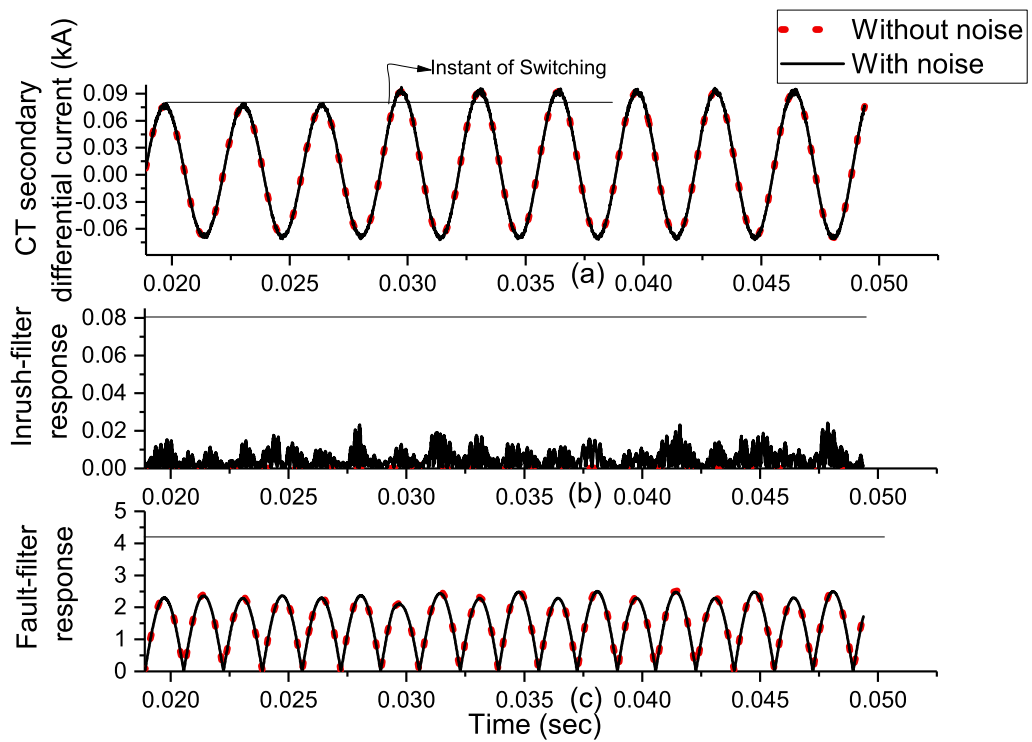 Without noise
With noise
Instant of Switching
CT secondary
differential current (kA)
0.09
0.06
0.03
0.00
-0.03
-0.06
0.020 0.025 0.030 0.035 0.040 0.045 0.050
(a)
Inrush-filter
response
0.08
0.06
0.04
0.02
0.00
0.020 0.025 0.030 0.035 0.040 0.045 0.050
(b)
Fault-filter
response
5
4
3
2
1
0
0.020 0.025 0.030 0.035 0.040 0.045 0.050
(c)
Time (sec)